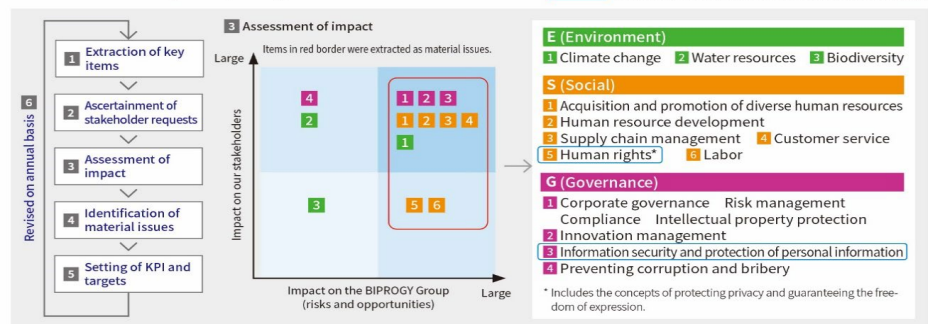 6 Revised on annual basis
1 Extraction of key
items
2 Ascertainment of
stakeholder requests
3 Assessment of
impact
4 Identification of
material issues
5 Setting of KPI and
targets
3 Assessment of impact
Items in red border were extracted as material issues.
Large
Impact on our stakeholders
4 1 2 3
2 1 2 3 4
1
3 5 6
Impact on the BIPROGY Group
(risks and opportunities)
Large
E (Environment)
1 Climate change 2 Water resources 3 Biodiversity
S (Social)
1 Acquisition and promotion of diverse human resources
2 Human resource development
3 Supply chain management 4 Customer service
5 Human rights* 6 Labor
G (Governance)
1 Corporate governance Risk management
Compliance Intellectual property protection
2 Innovation management
3 Information security and protection of personal information
4 Preventing corruption and bribery
* Includes the concepts of protecting privacy and guaranteeing the free-
dom of expression.